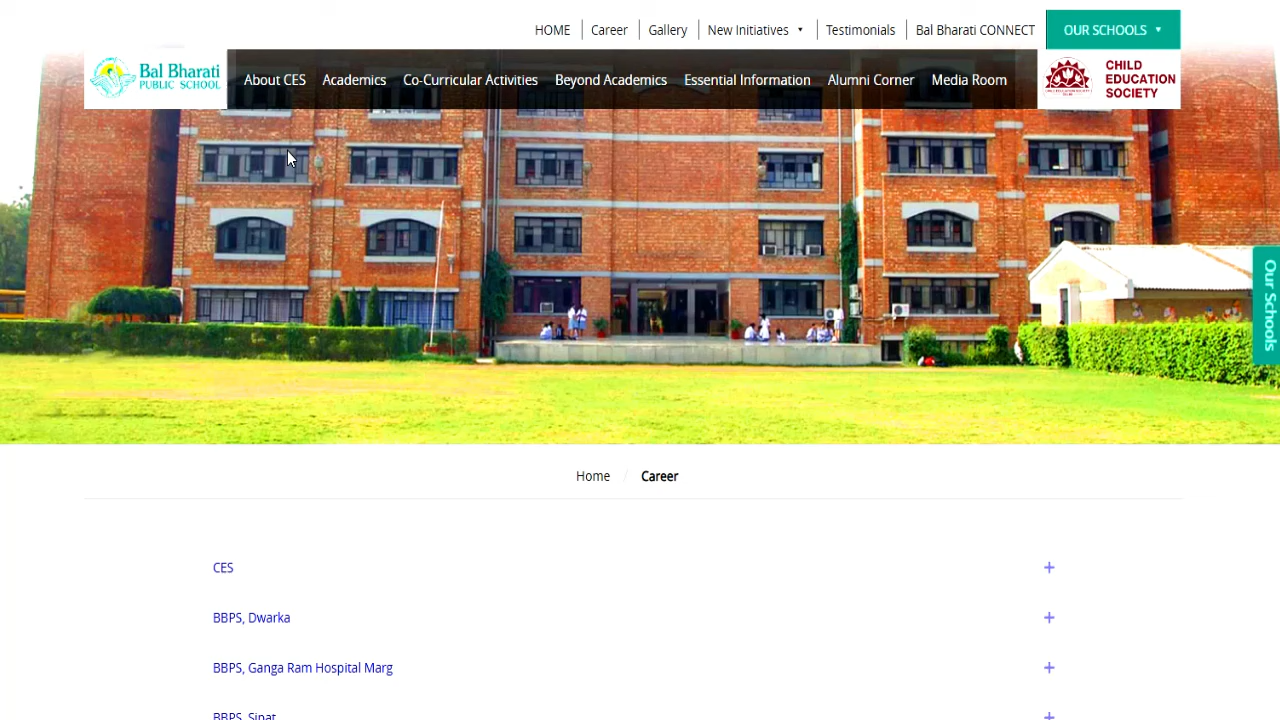 HOME
Career
Gallery
New Initiatives
Testimonials
Bal Bharati CONNECT
OUR SCHOOLS
Bal Bharati
PUBLIC SCHOOL
About CES
Academics
Co-Curricular Activities
Beyond Academics
Essential Information
Alumni Corner
Media Room
CHILD
EDUCATION
SOCIETY
Our Schools
Home / Career
CES
BBPS, Dwarka
BBPS, Ganga Ram Hospital Marg
BBPS, Sipat